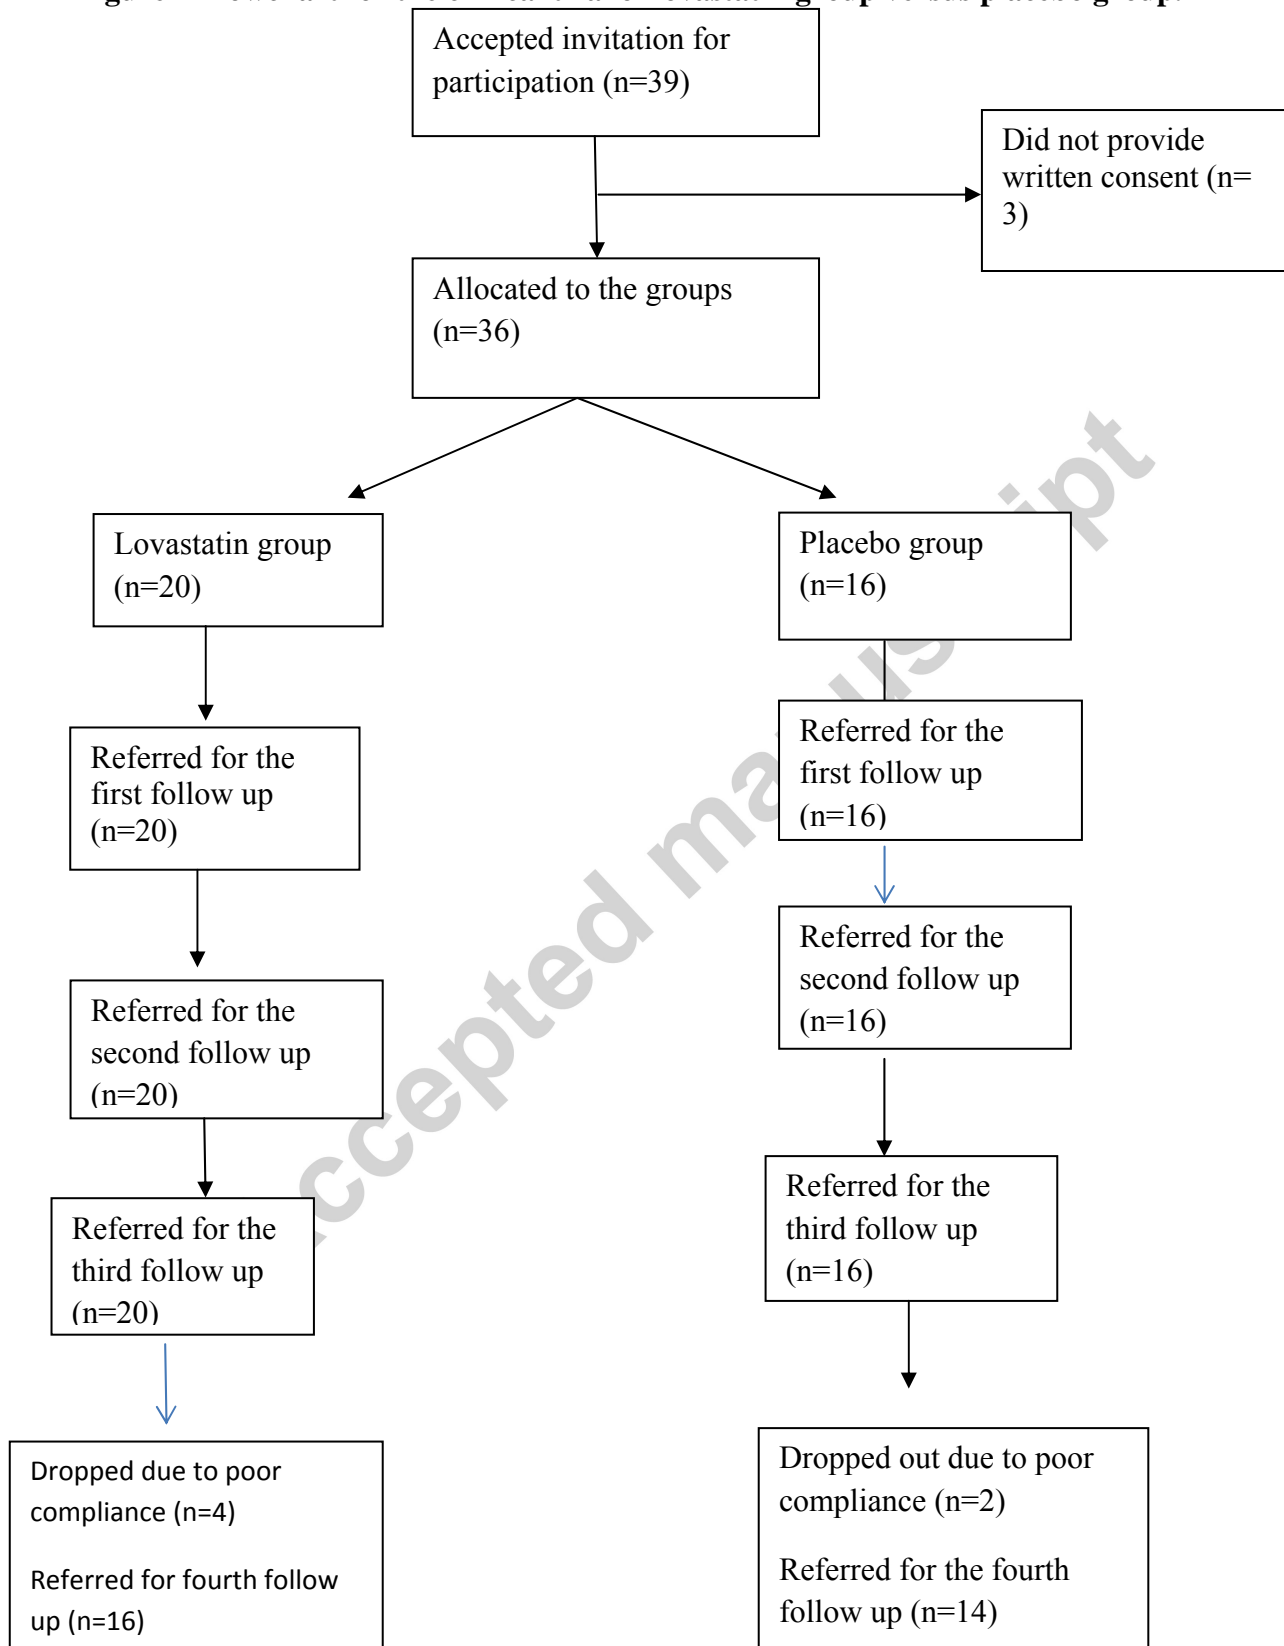 Accepted invitation for
participation (n=39)
Did not provide
written consent (n=
3)
Allocated to the groups
(n=36)
Lovastatin group
(n=20)
Placebo group
(n=16)
Referred for the
first follow up
(n=20)
Referred for the
first follow up
(n=16)
Referred for the
second follow up
(n=20)
Referred for the
second follow up
(n=16)
Referred for the
third follow up
(n=20)
Referred for the
third follow up
(n=16)
Dropped due to poor
compliance (n=4)
Referred for fourth follow
up (n=16)
Dropped out due to poor
compliance (n=2)
Referred for the fourth
follow up (n=14)